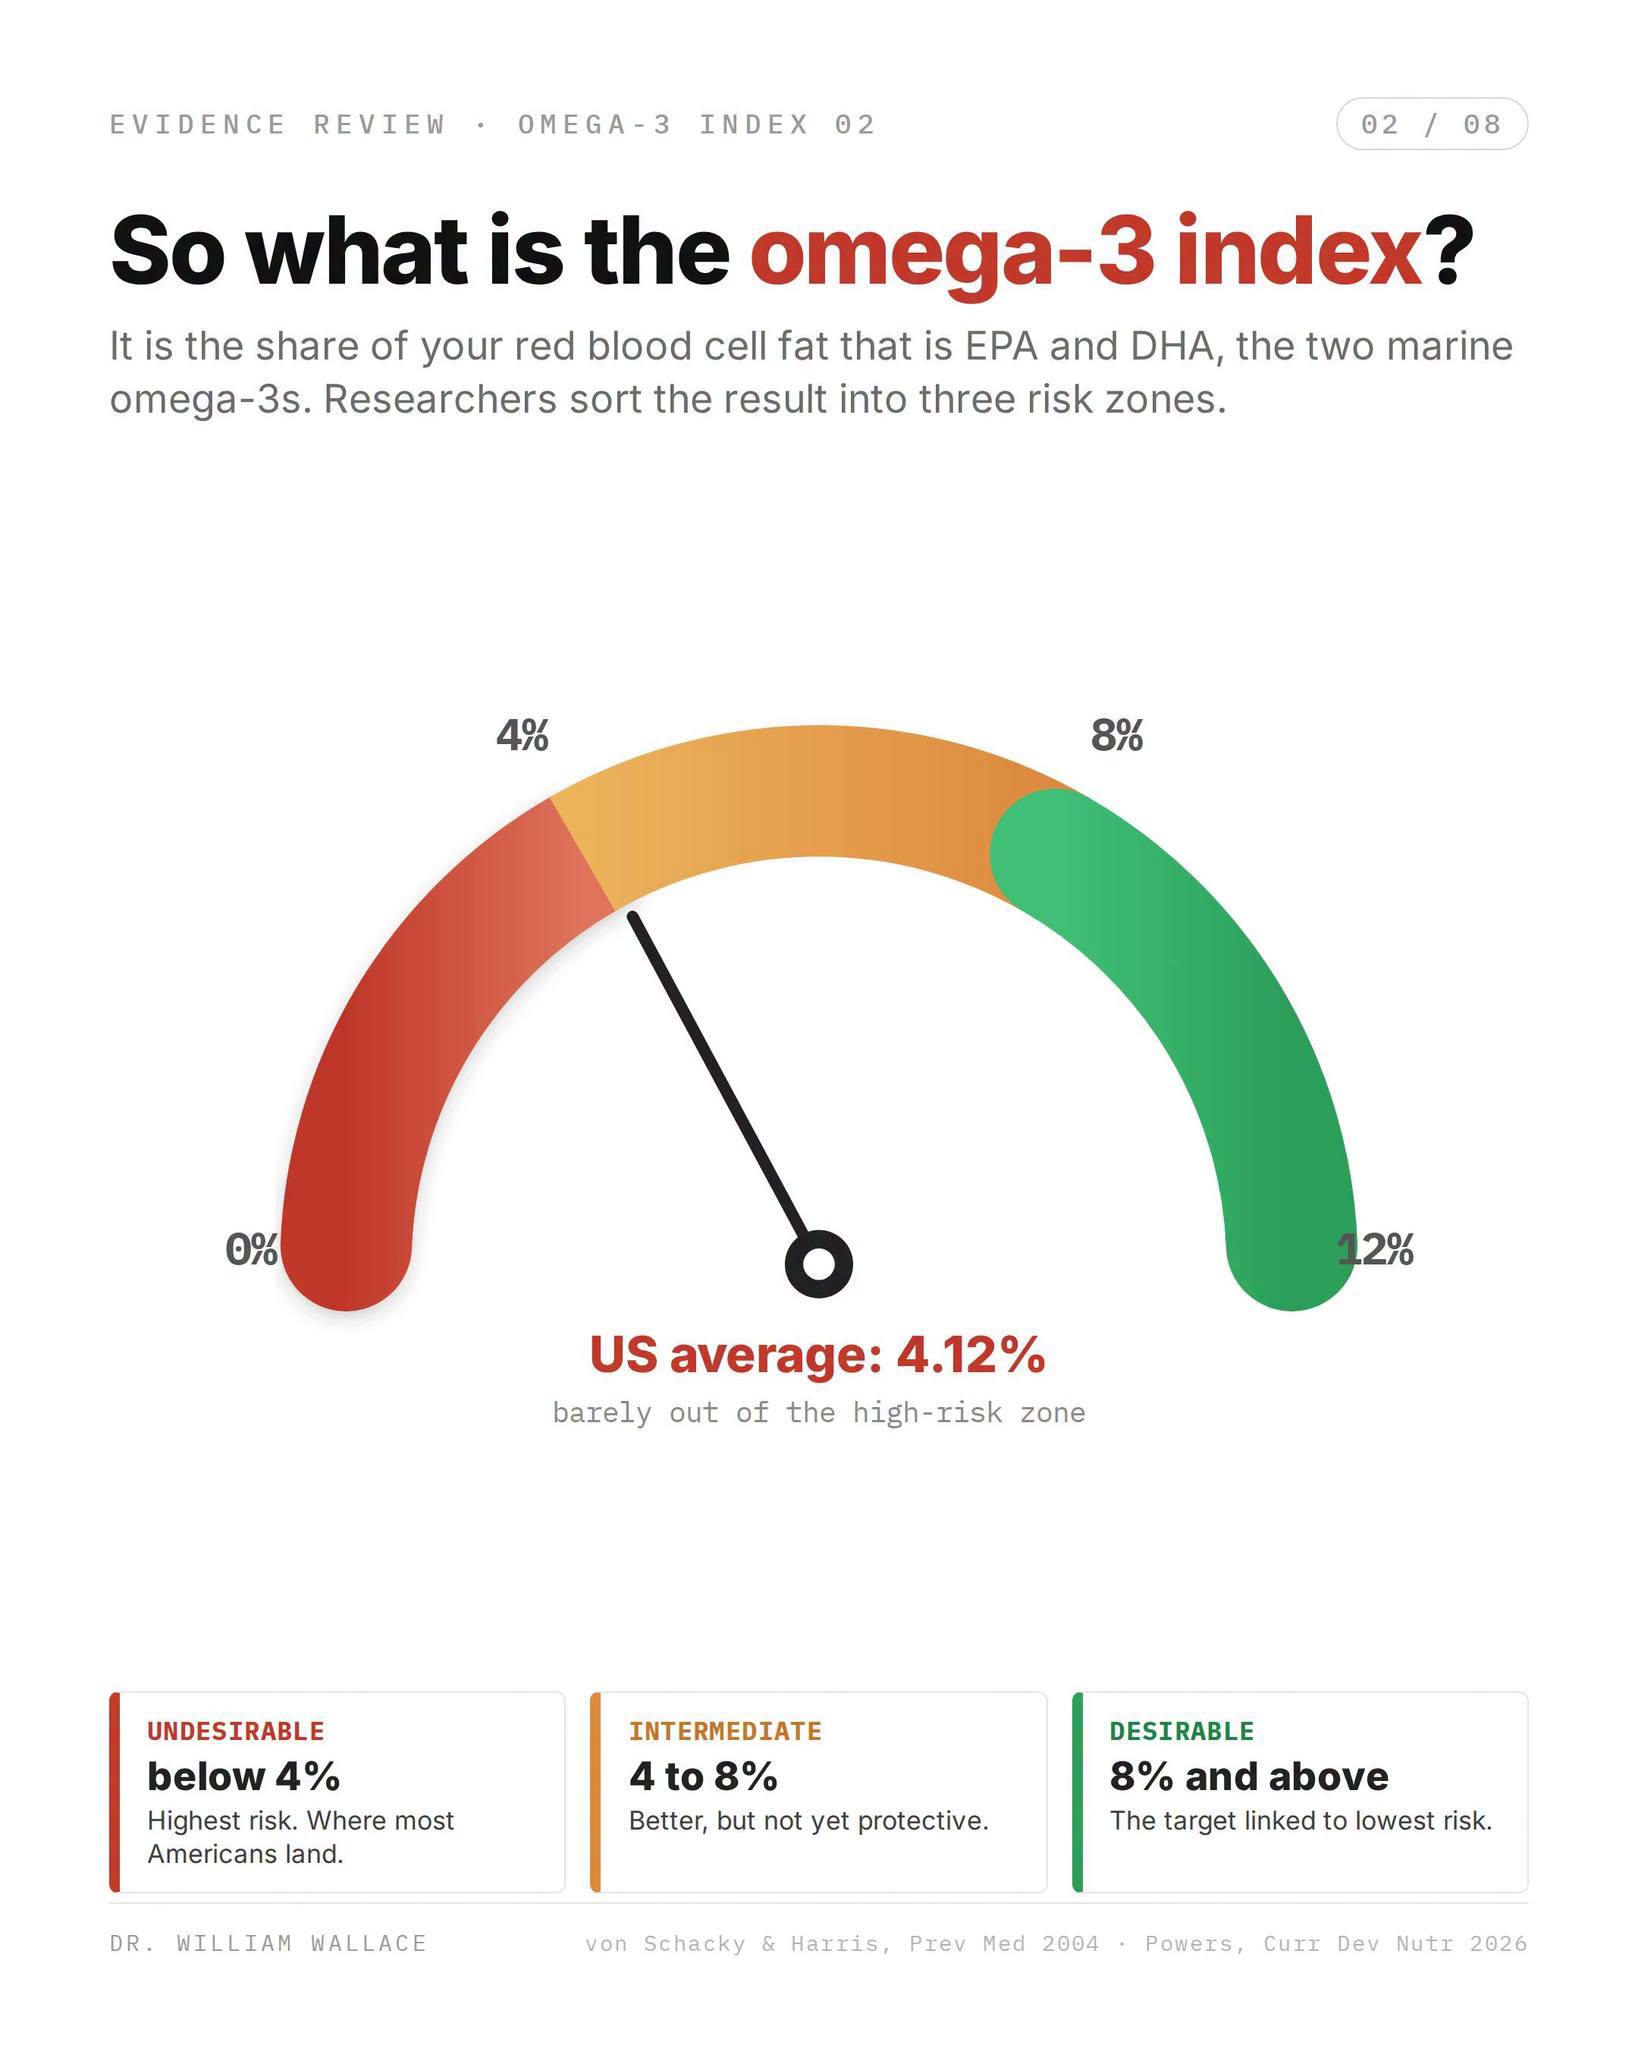 EVIDENCE REVIEW · OMEGA-3 INDEX 02
02 / 08
So what is the omega-3 index?
It is the share of your red blood cell fat that is EPA and DHA, the two marine
omega-3s. Researchers sort the result into three risk zones.
4%
8%
0%
12%
US average: 4.12%
barely out of the high-risk zone
UNDESIRABLE
below 4%
Highest risk. Where most
Americans land.
INTERMEDIATE
4 to 8%
Better, but not yet protective.
DESIRABLE
8% and above
The target linked to lowest risk.
DR. WILLIAM WALLACE
von Schacky & Harris, Prev Med 2004 · Powers, Curr Dev Nutr 2026